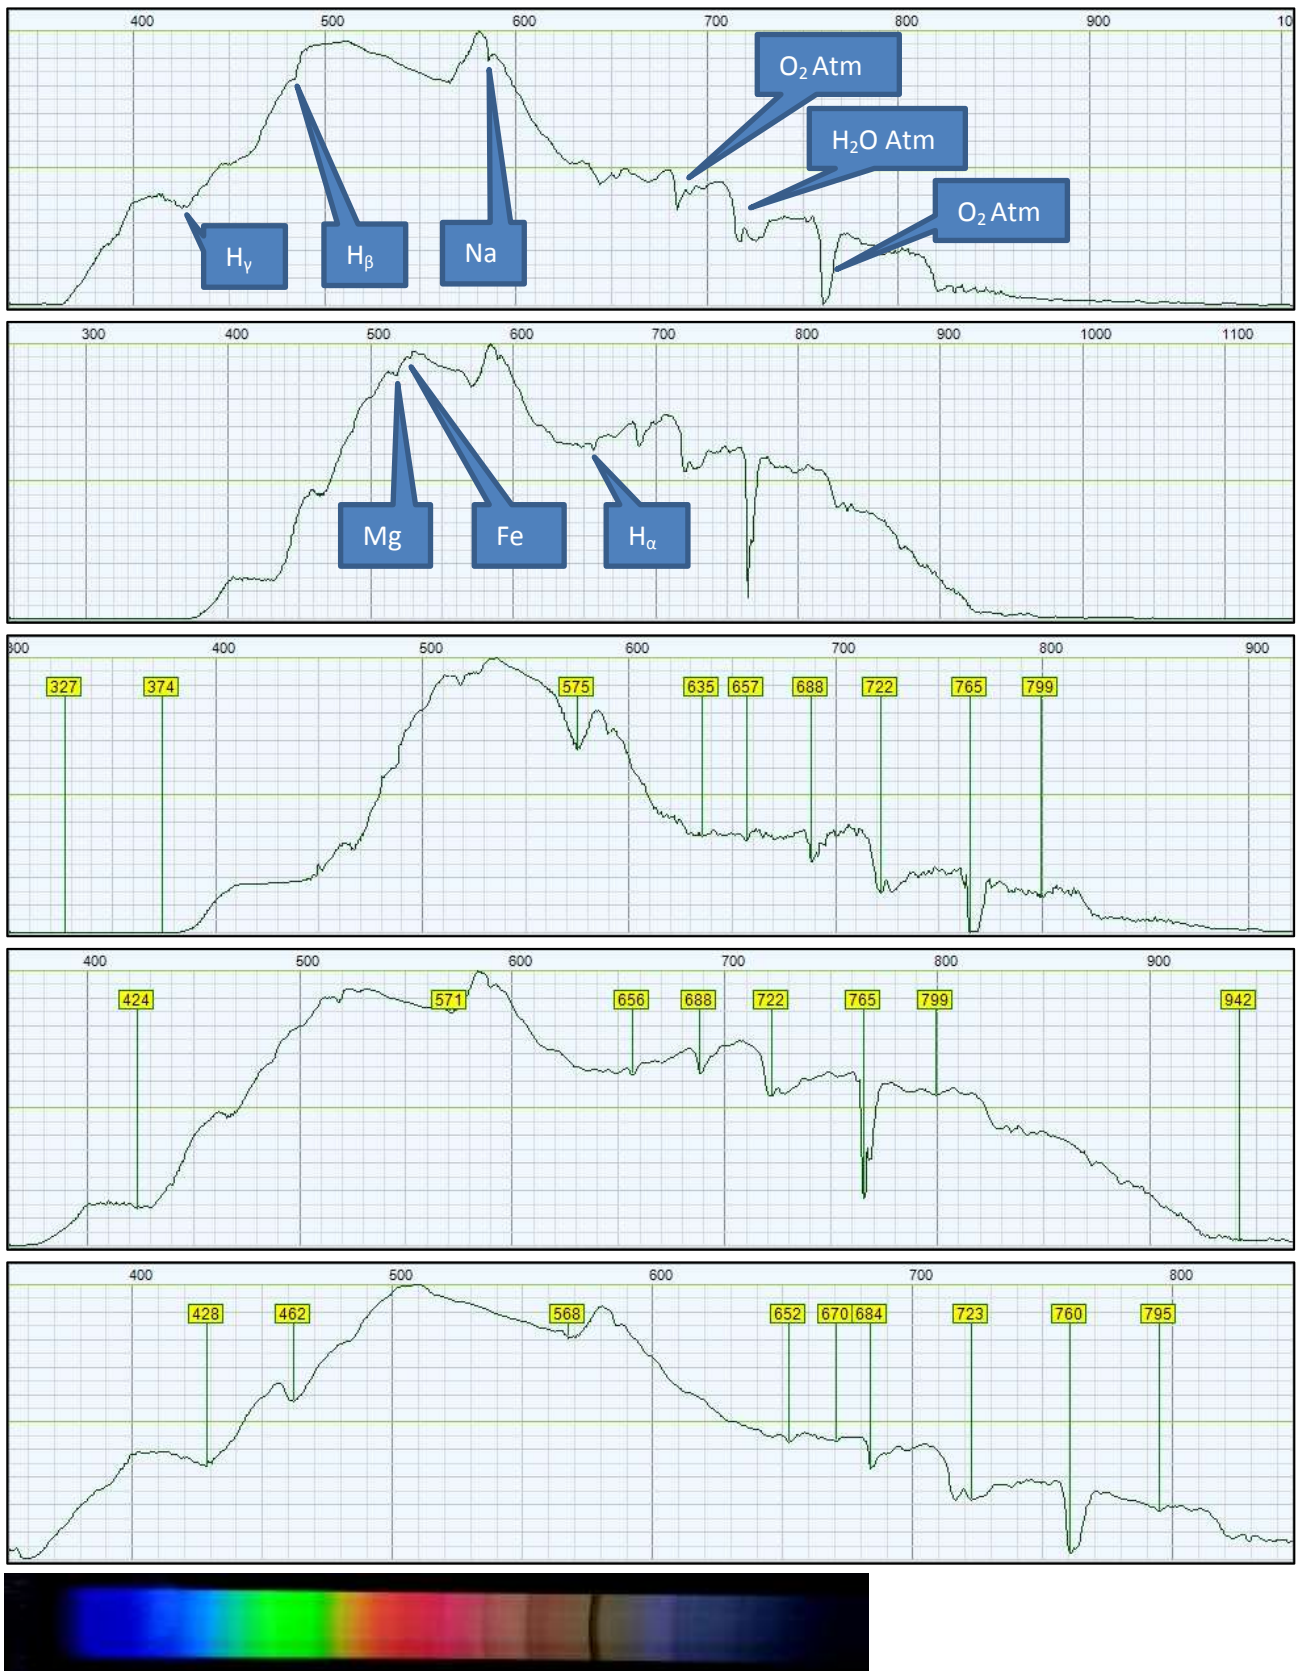 400 500 600 700 800 900 10
O₂ Atm
H₂O Atm
O₂ Atm
Hγ
Hβ
Na
300 400 500 600 700 800 900 1000 1100
Mg
Fe
Hα
300 400 500 600 700 800 900
327 374 575 635 657 688 722 765 799
400 500 600 700 800 900
424 571 656 688 722 765 799 942
400 500 600 700 800
428 462 568 652 670 684 723 760 795